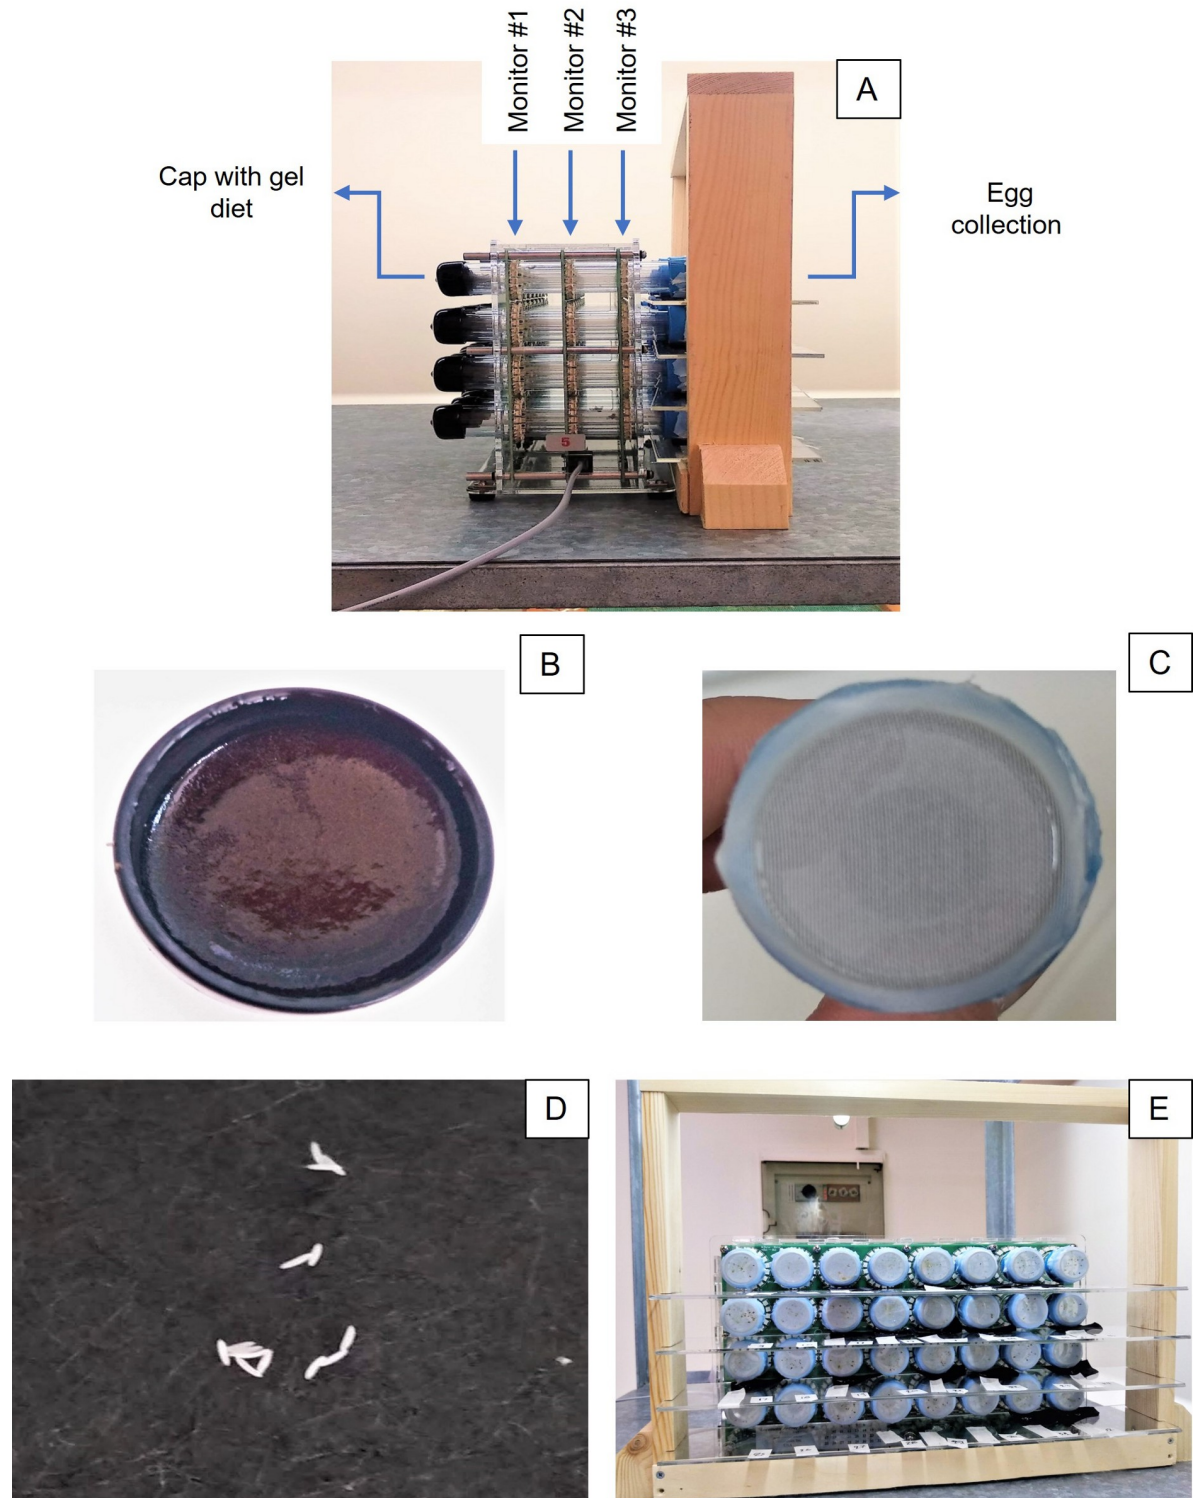 Monitor #1
Monitor #2
Monitor #3
A
Cap with gel
diet
Egg
collection
5
B
C
D
E